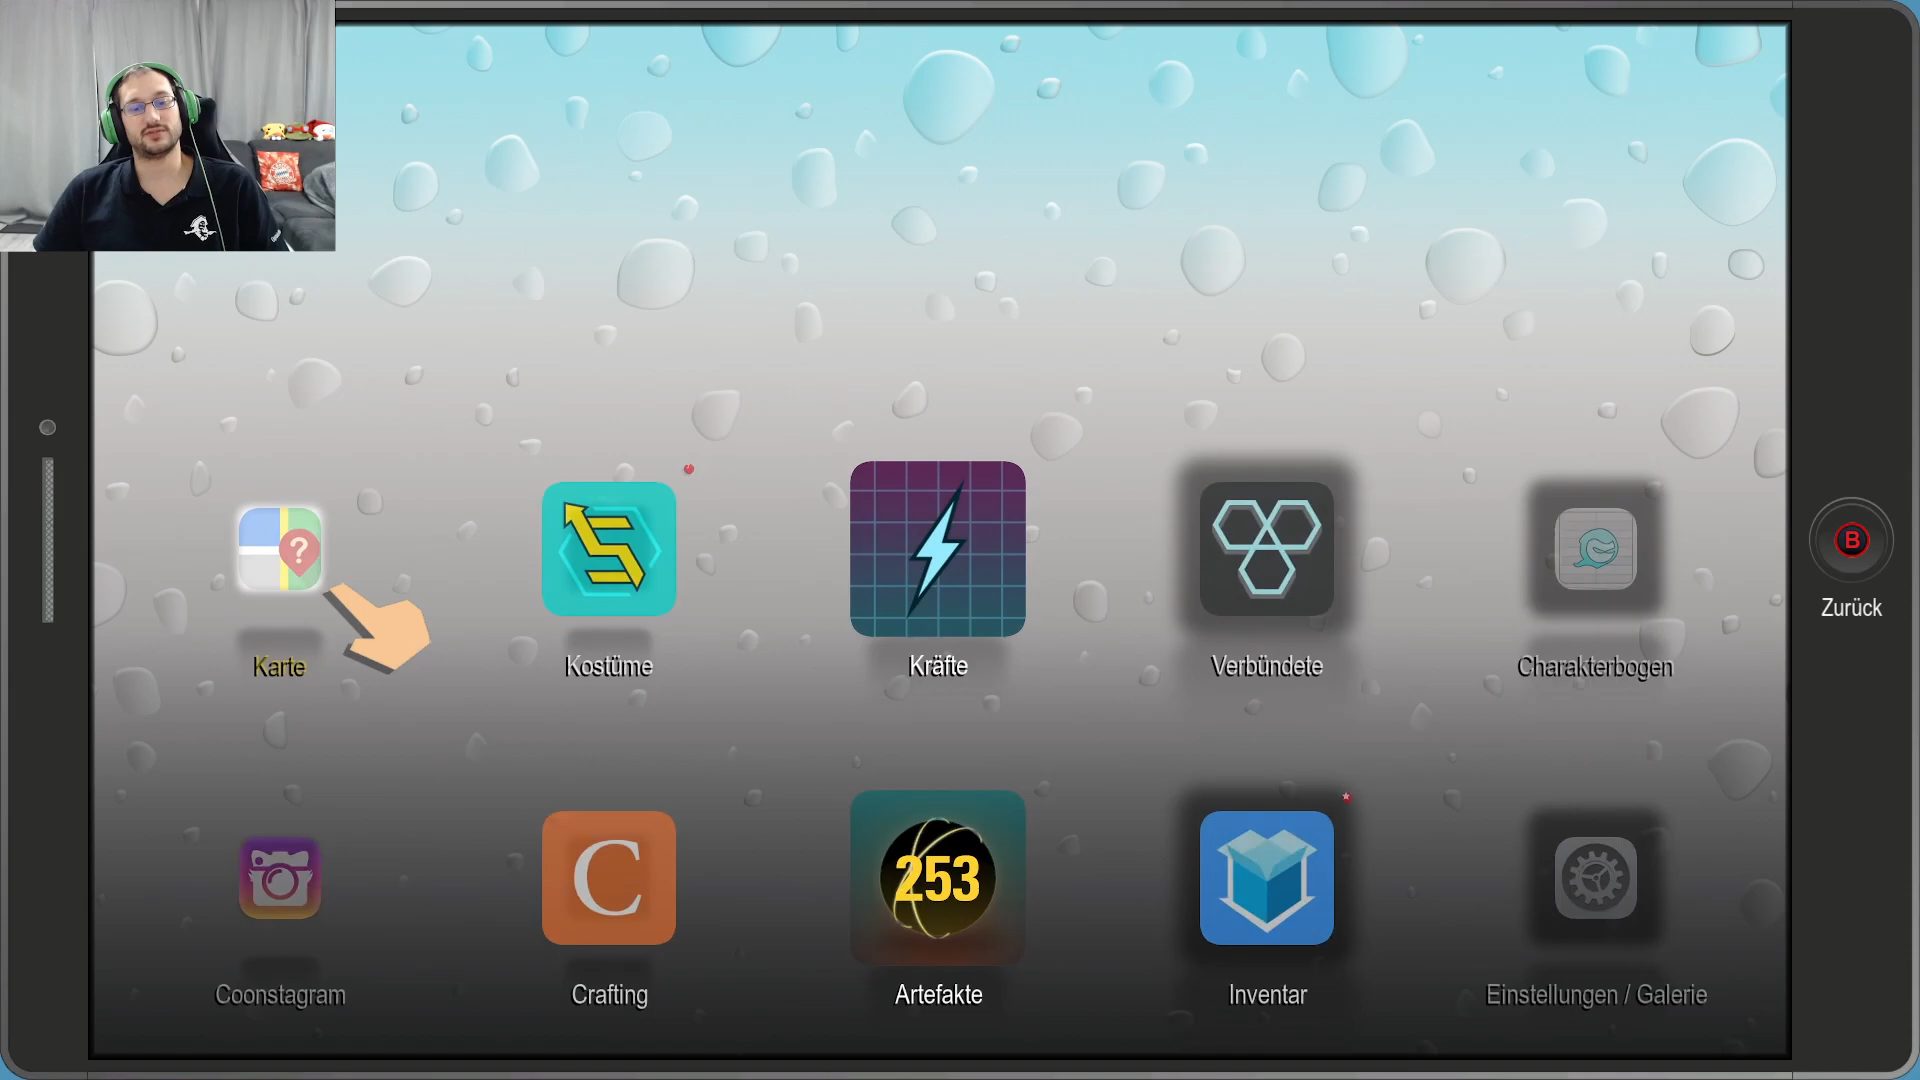 ?
B
Zurück
Karte
Kostüme
Kräfte
Verbündete
Charakterbogen
C
253
Coonstagram
Crafting
Artefakte
Inventar
Einstellungen / Galerie